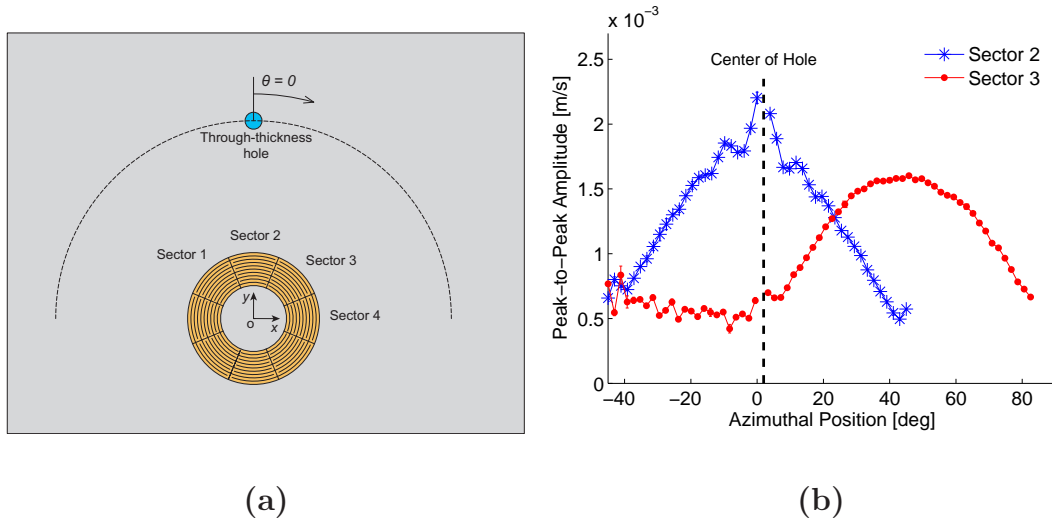 θ = 0
Through-thickness
hole
Sector 1
Sector 2
Sector 3
Sector 4
y
o
x
(a)
x 10⁻³
Center of Hole
Sector 2
Sector 3
Peak−to−Peak Amplitude [m/s]
2.5
2
1.5
1
0.5
0
−40
−20
0
20
40
60
80
Azimuthal Position [deg]
(b)